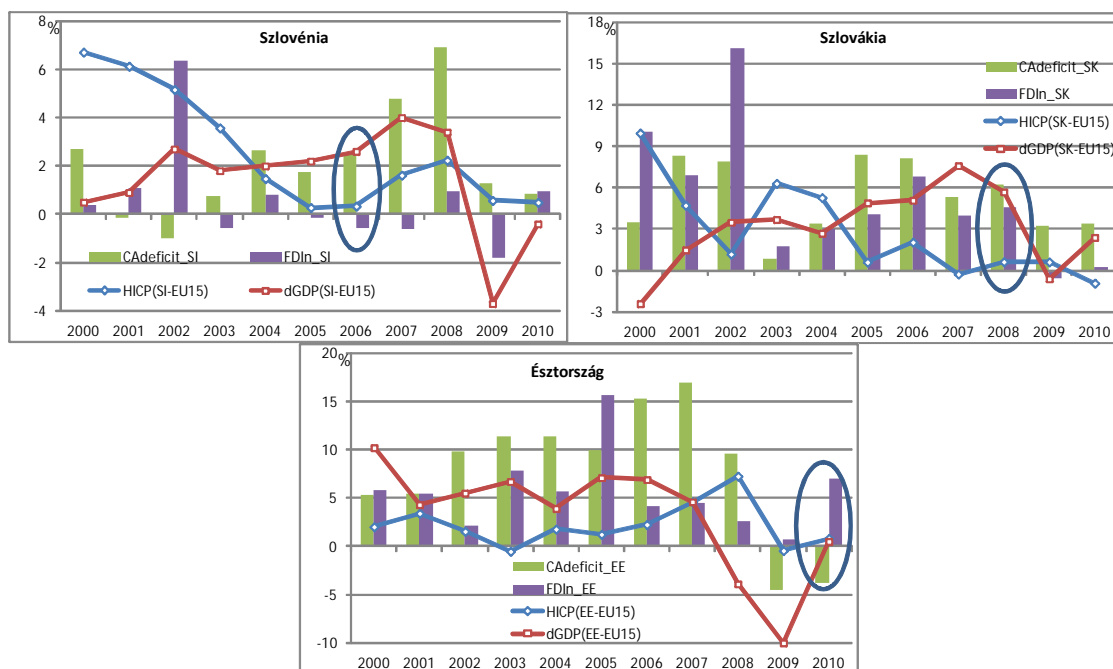 Szlovénia
%
8
6
4
2
0
-2
-4
CAdeficit_SI
FDIn_SI
HICP(SI-EU15)
dGDP(SI-EU15)
2000 2001 2002 2003 2004 2005 2006 2007 2008 2009 2010
Szlovákia
%
18
15
12
9
6
3
0
-3
CAdeficit_SK
FDIn_SK
HICP(SK-EU15)
dGDP(SK-EU15)
2000 2001 2002 2003 2004 2005 2006 2007 2008 2009 2010
Észtország
%
20
15
10
5
0
-5
-10
CAdeficit_EE
FDIn_EE
HICP(EE-EU15)
dGDP(EE-EU15)
2000 2001 2002 2003 2004 2005 2006 2007 2008 2009 2010